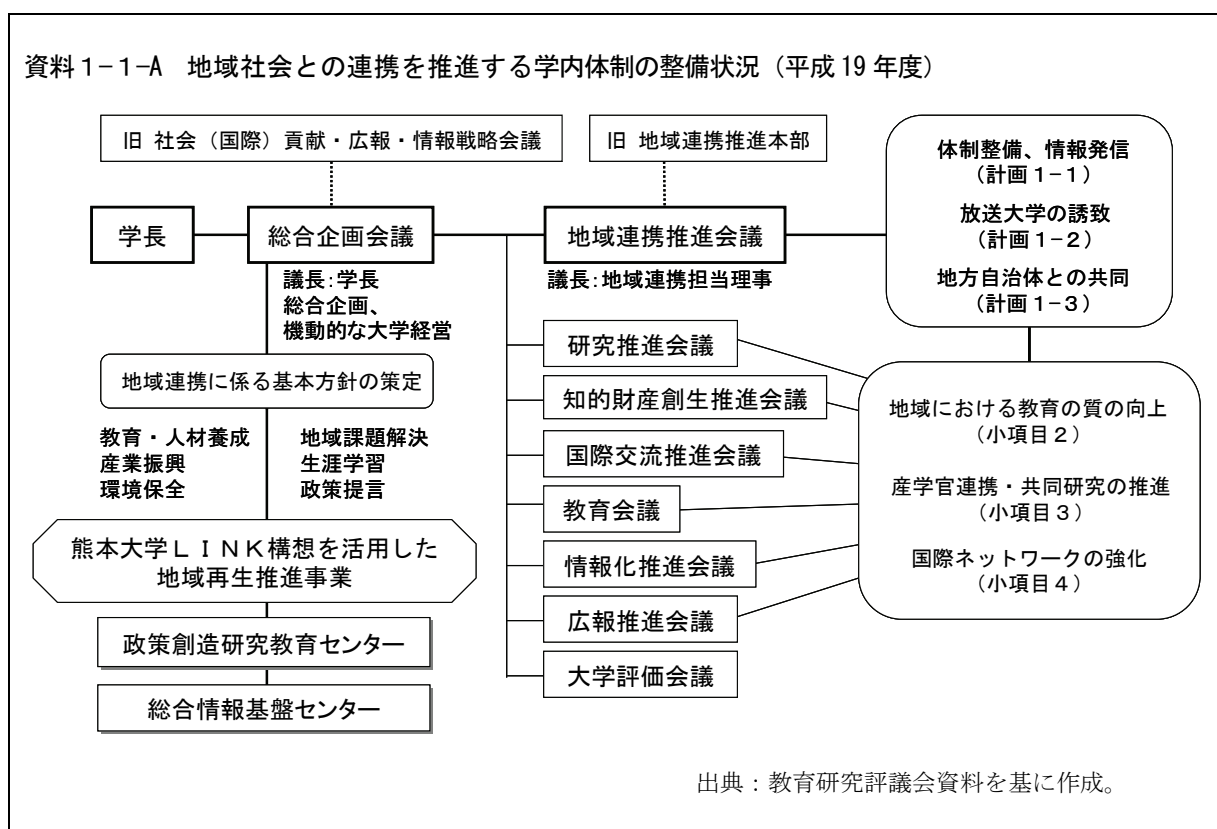 資料1-1-A 地域社会との連携を推進する学内体制の整備状況(平成19年度)
旧 社会(国際)貢献・広報・情報戦略会議
旧 地域連携推進本部
学長
総合企画会議
議長:学長
総合企画、
機動的な大学経営
地域連携推進会議
議長:地域連携担当理事
体制整備、情報発信
(計画1-1)
放送大学の誘致
(計画1-2)
地方自治体との共同
(計画1-3)
地域連携に係る基本方針の策定
教育・人材養成
産業振興
環境保全
地域課題解決
生涯学習
政策提言
熊本大学LINK構想を活用した
地域再生推進事業
政策創造研究教育センター
総合情報基盤センター
研究推進会議
知的財産創生推進会議
国際交流推進会議
教育会議
情報化推進会議
広報推進会議
大学評価会議
地域における教育の質の向上
(小項目2)
産学官連携・共同研究の推進
(小項目3)
国際ネットワークの強化
(小項目4)
出典:教育研究評議会資料を基に作成。